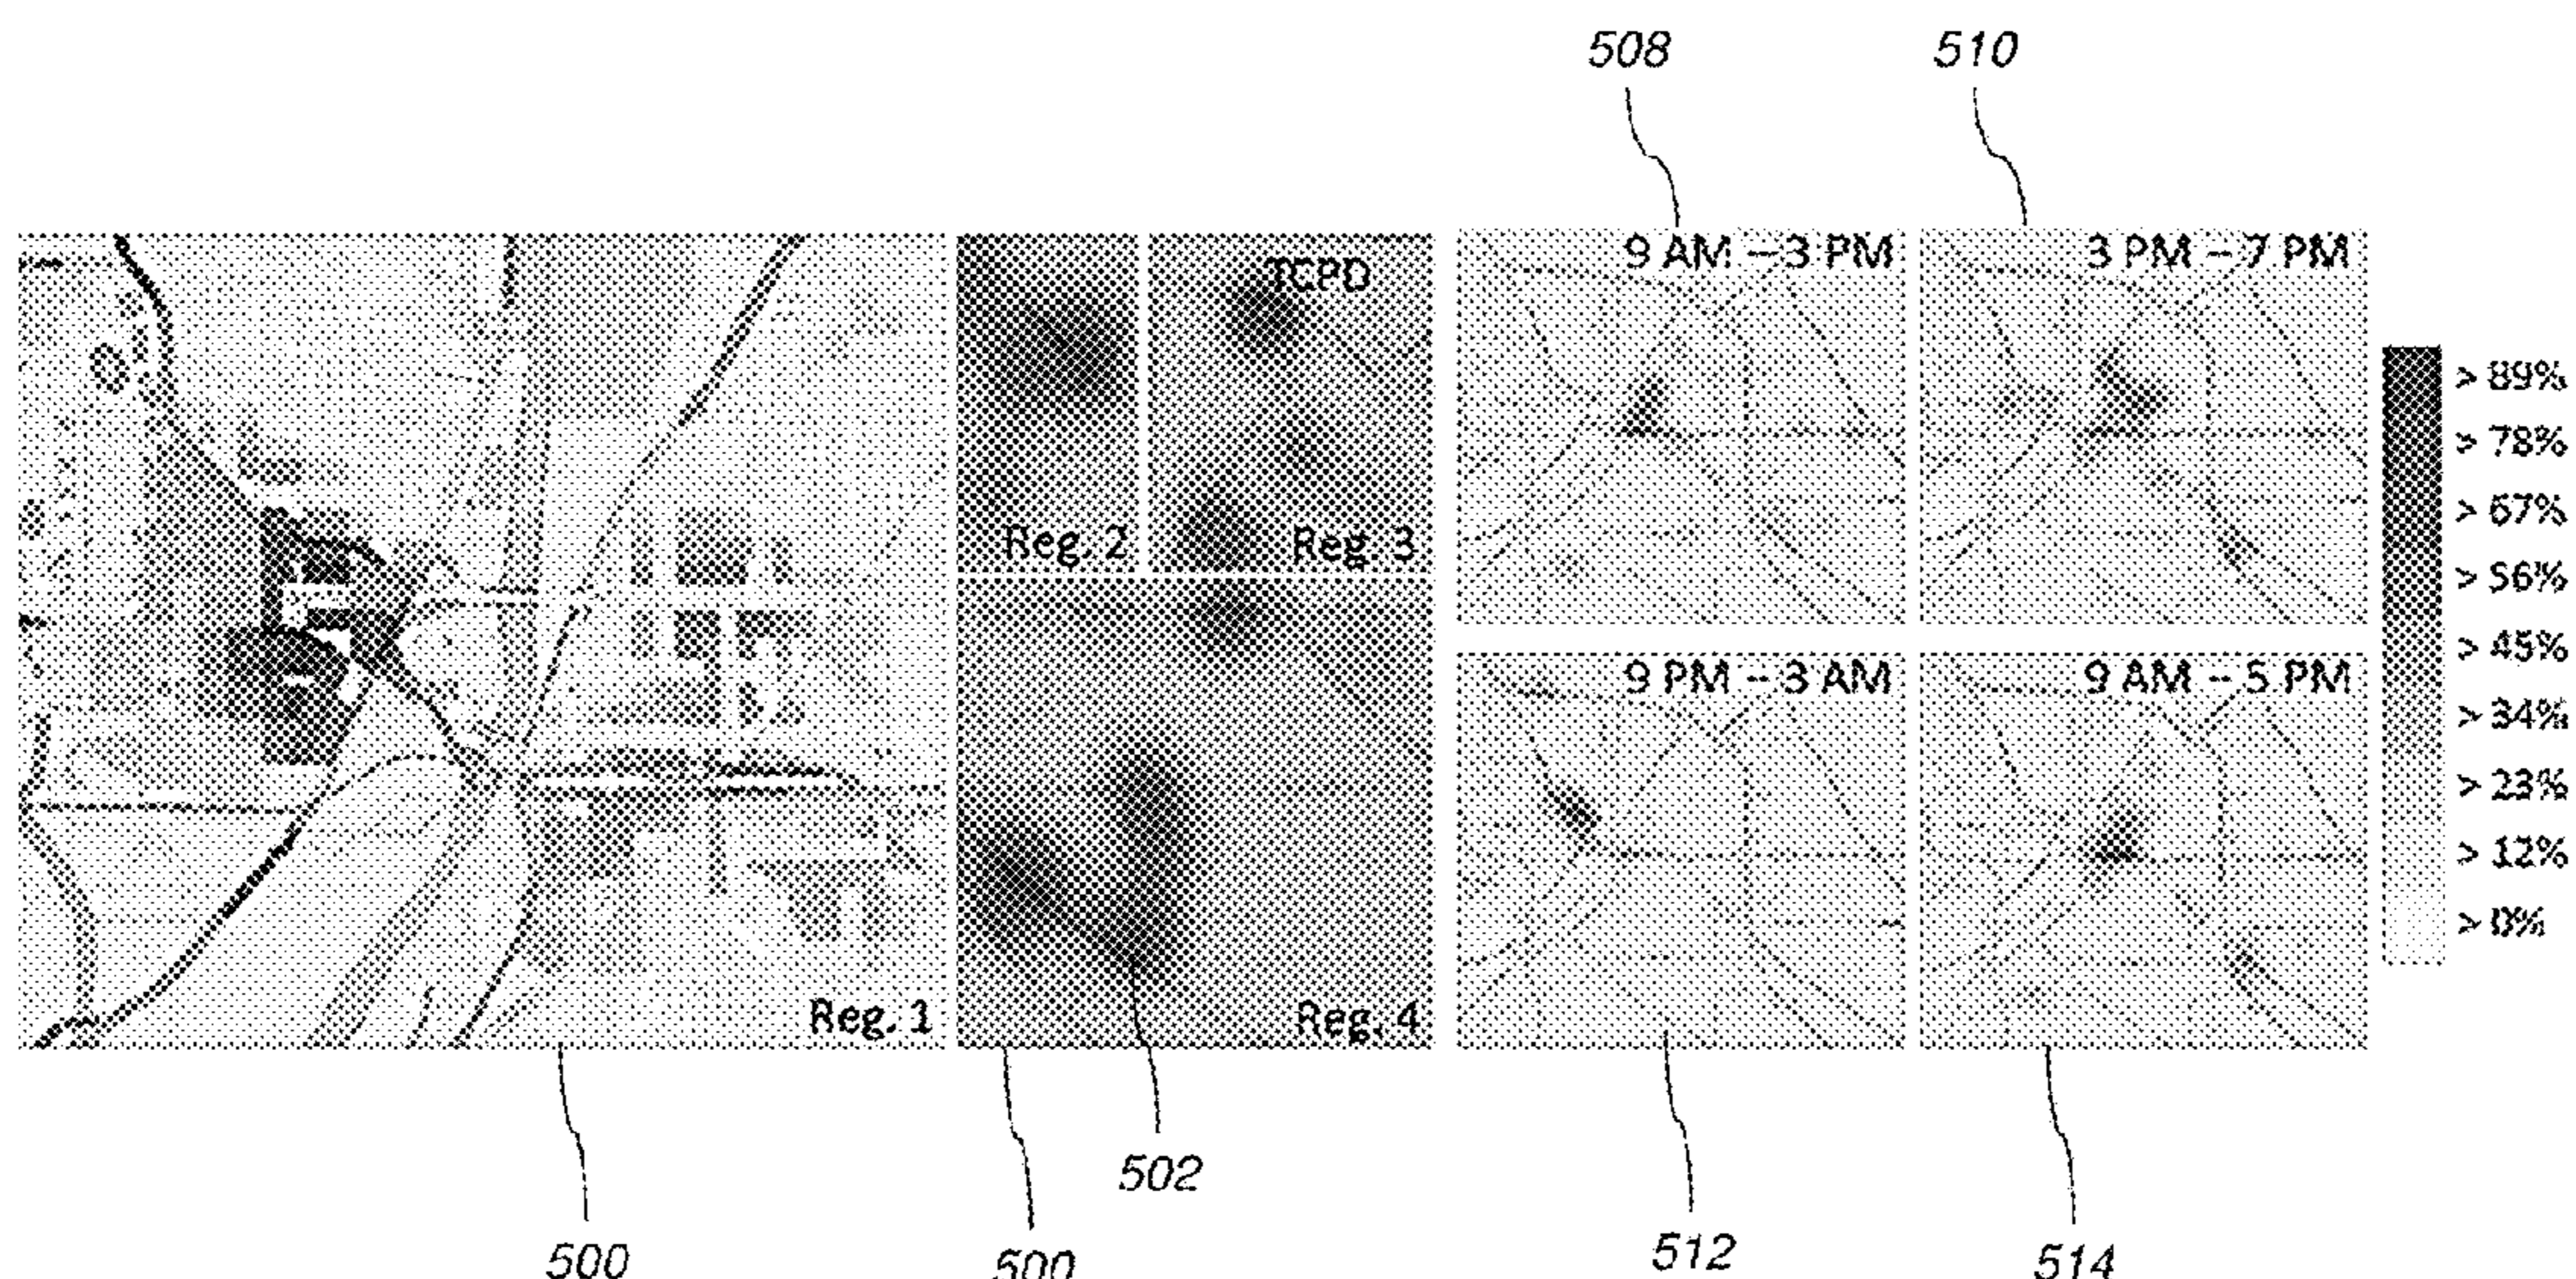 508
510
9 AM – 3 PM
3 PM – 7 PM
TCPD
Reg. 2
Reg. 3
> 89%
> 78%
> 67%
> 56%
> 45%
> 34%
> 23%
> 12%
> 0%
9 PM – 3 AM
9 AM – 5 PM
Reg. 1
Reg. 4
502
500
500
512
514